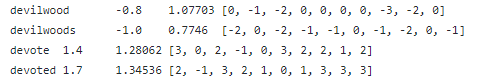 devilwood -0.8 1.07703 [0, -1, -2, 0, 0, 0, 0, -3, -2, 0]
devilwoods -1.0 0.7746 [-2, 0, -2, -1, -1, 0, -1, -2, 0, -1]
devote 1.4 1.28062 [3, 0, 2, -1, 0, 3, 2, 2, 1, 2]
devoted 1.7 1.34536 [2, -1, 3, 2, 1, 0, 1, 3, 3, 3]